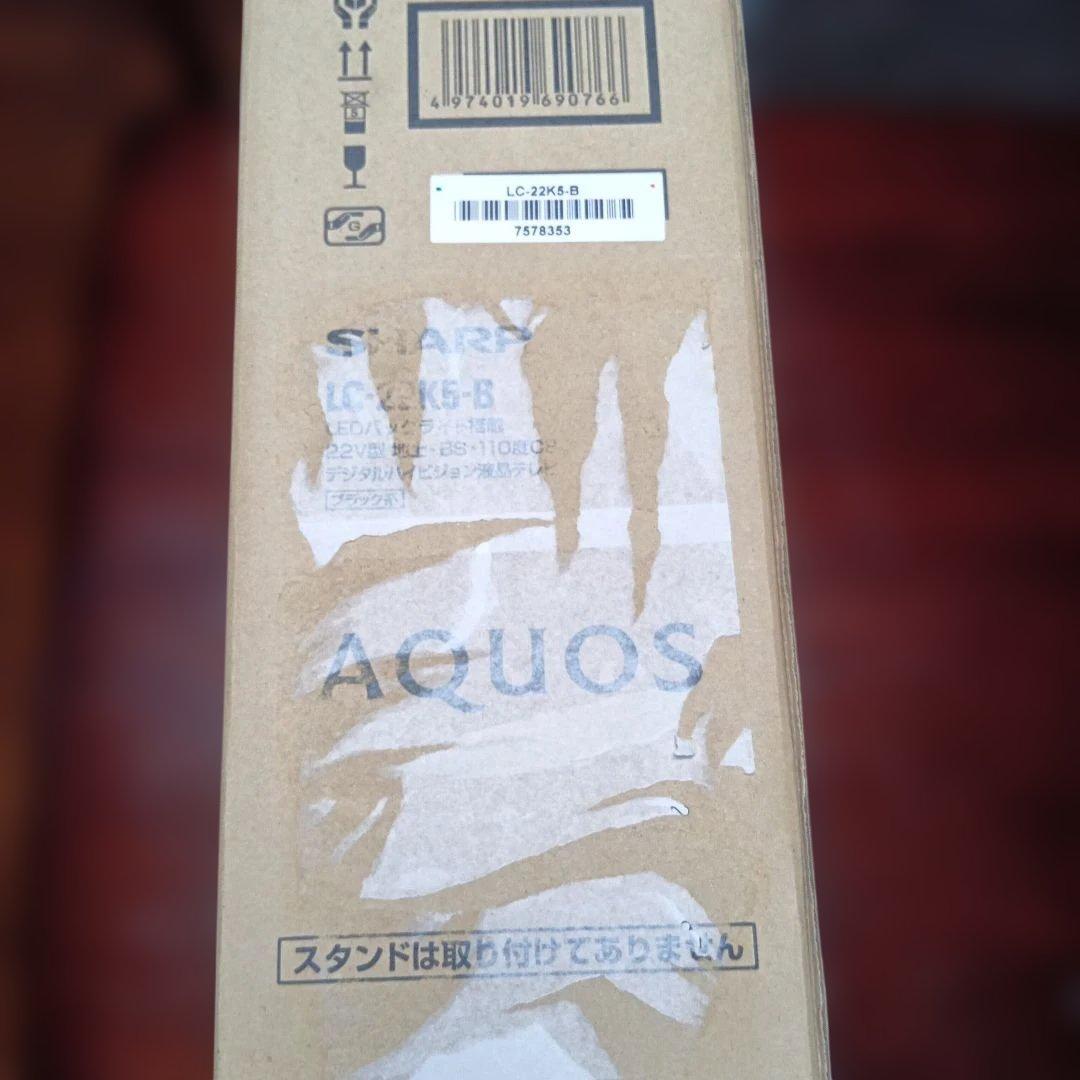 4974019690766
LC-22K5-B
7578353
SHARP
LC-22K5-B
LEDバックライト搭載
22V型 地上・BS・110度CS
デジタルハイビジョン液晶テレビ
ブラック系
AQUOS
スタンドは取り付けてありません